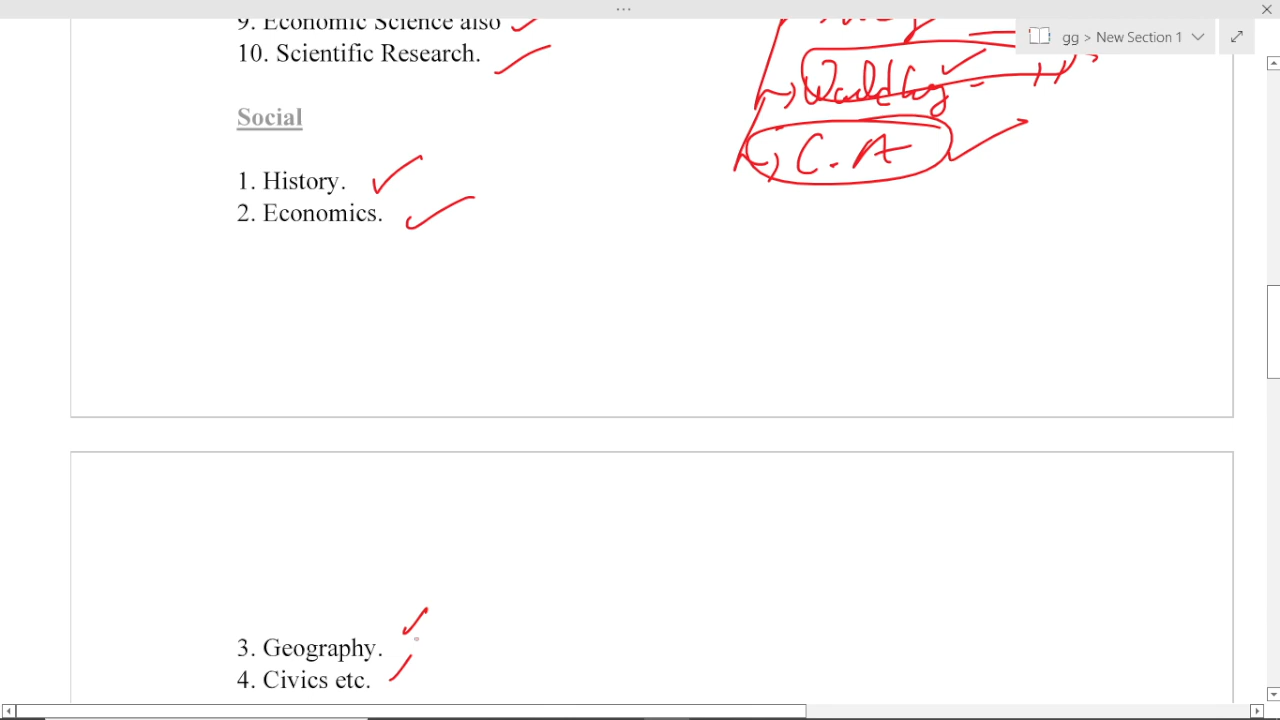 9. Economic Science also
10. Scientific Research.
gg > New Section 1
Social
C.A
1. History.
2. Economics.
3. Geography.
4. Civics etc.